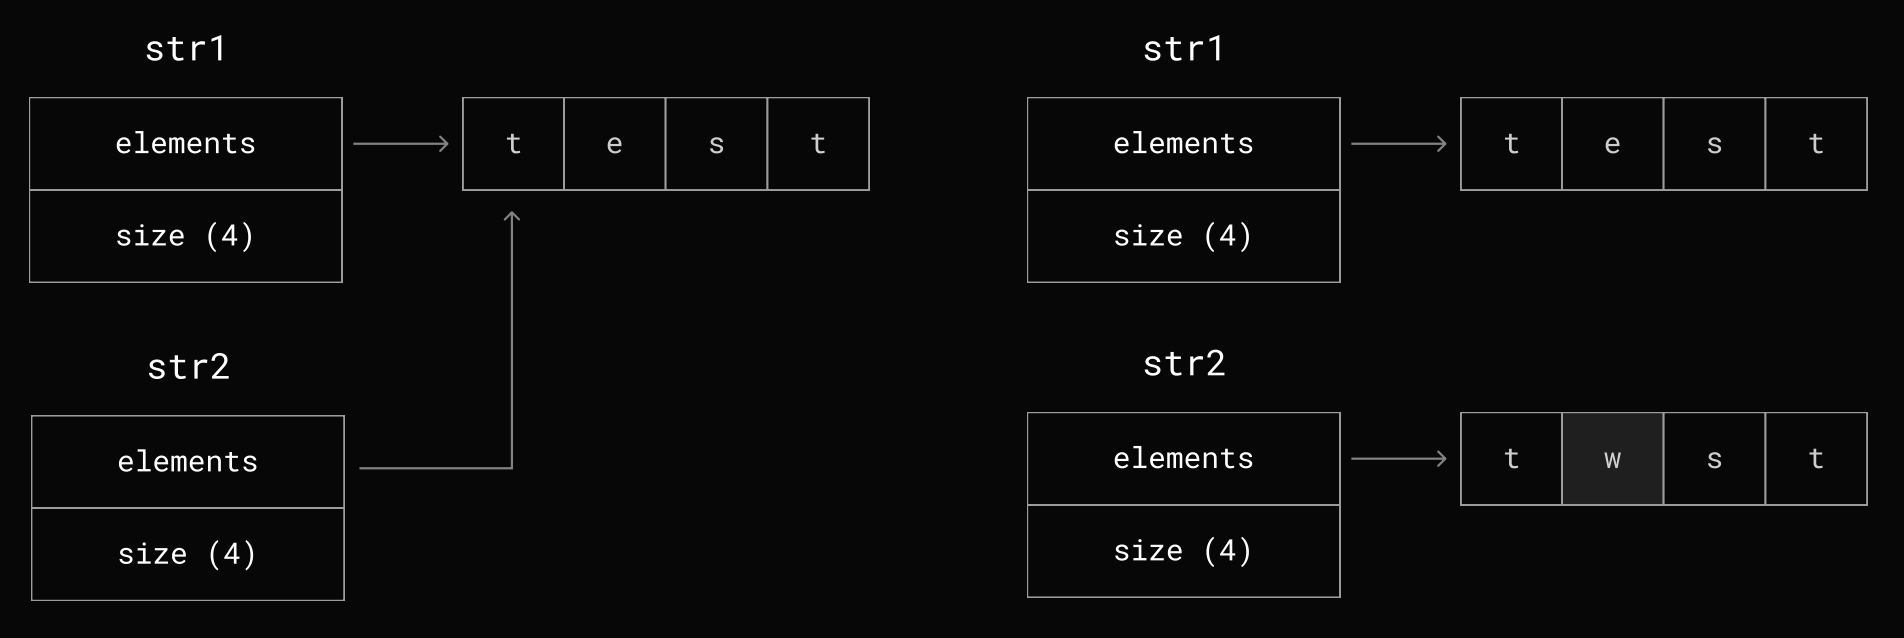 str1
elements
size (4)
t e s t
str2
elements
size (4)
str1
elements
size (4)
t e s t
str2
elements
size (4)
t w s t